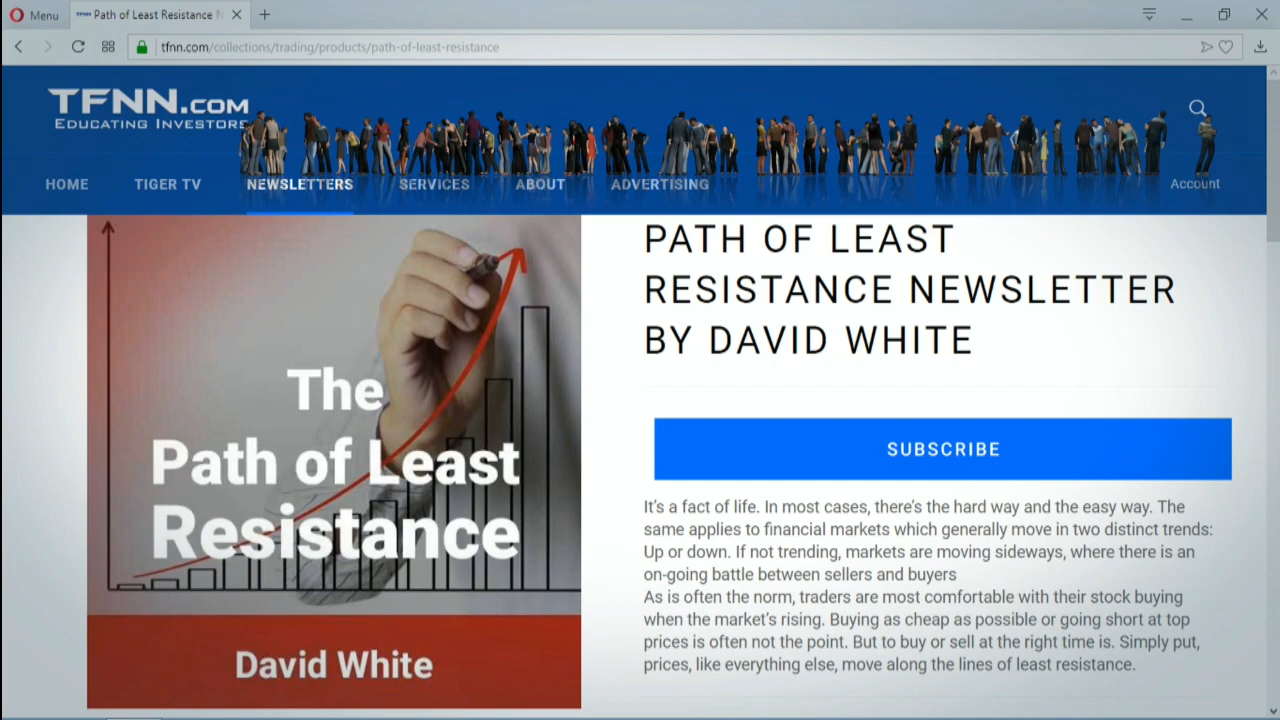 Menu
Path of Least Resistance N
tfnn.com/collections/trading/products/path-of-least-resistance
TFNN.COM
EDUCATING INVESTORS
HOME TIGER TV NEWSLETTERS SERVICES ABOUT ADVERTISING Account
The
Path of Least
Resistance
David White
PATH OF LEAST
RESISTANCE NEWSLETTER
BY DAVID WHITE
SUBSCRIBE
It's a fact of life. In most cases, there's the hard way and the easy way. The
same applies to financial markets which generally move in two distinct trends:
Up or down. If not trending, markets are moving sideways, where there is an
on-going battle between sellers and buyers
As is often the norm, traders are most comfortable with their stock buying
when the market's rising. Buying as cheap as possible or going short at top
prices is often not the point. But to buy or sell at the right time is. Simply put,
prices, like everything else, move along the lines of least resistance.